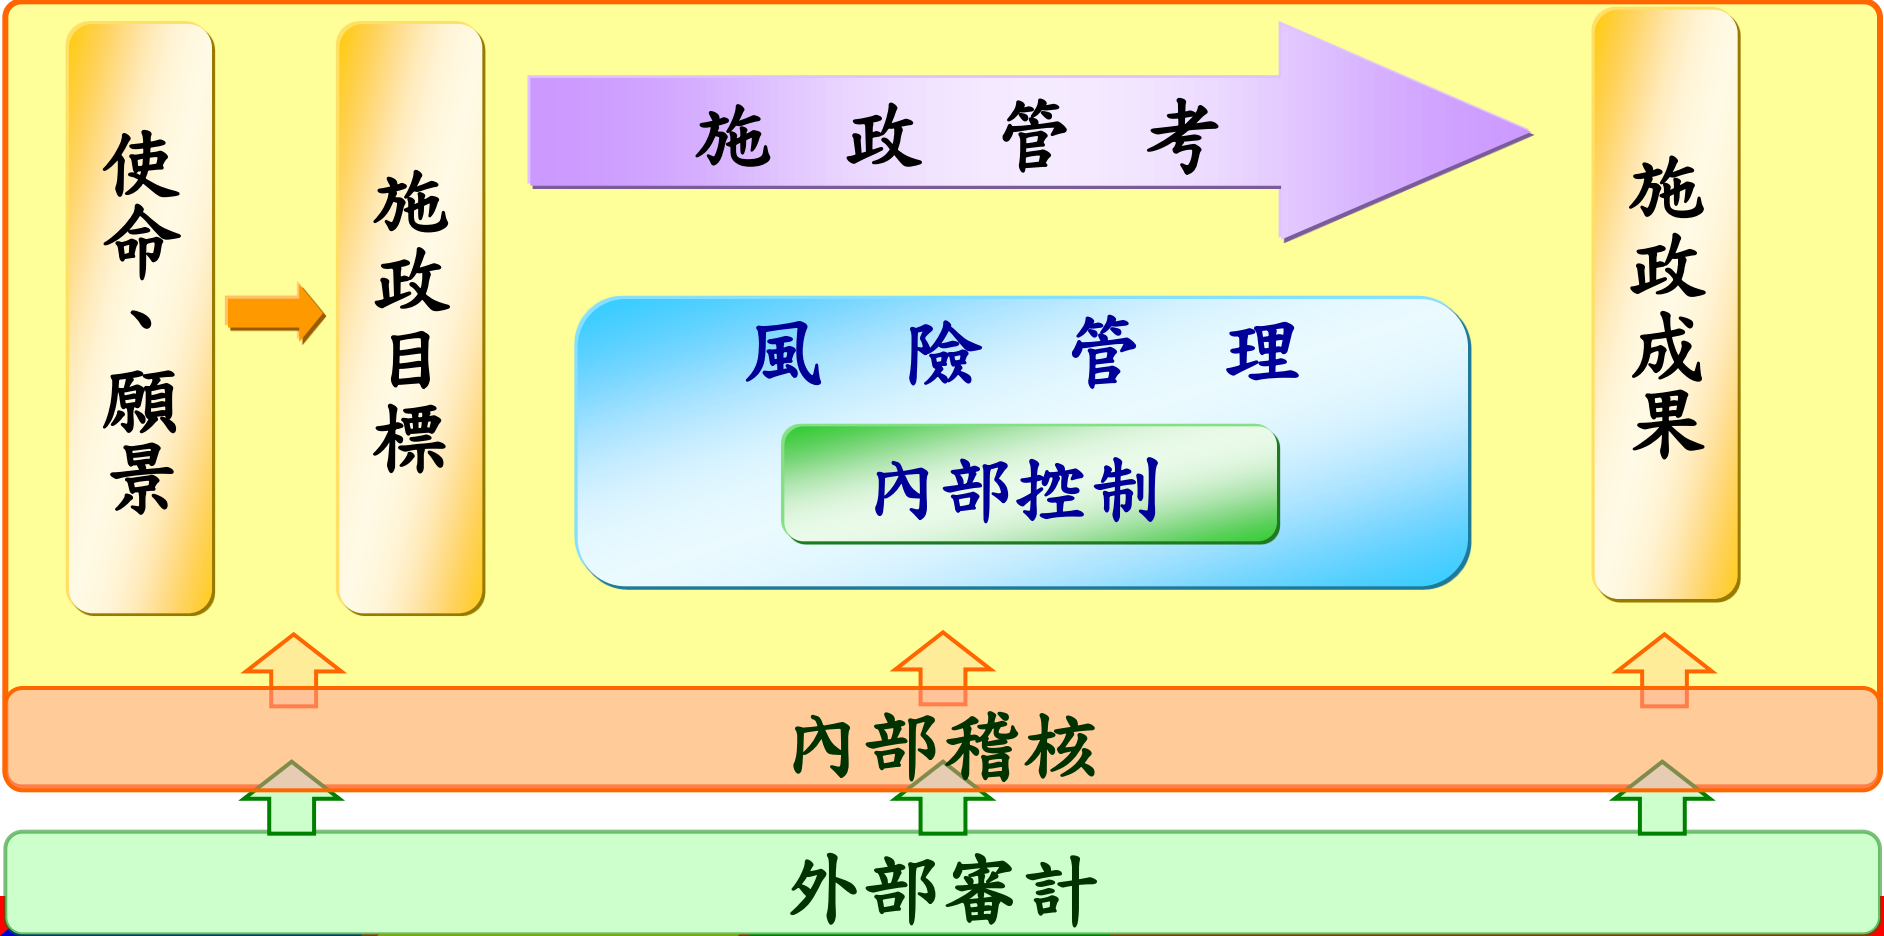 使命、願景
施政目標
施政管考
風險管理
內部控制
施政成果
內部稽核
外部審計